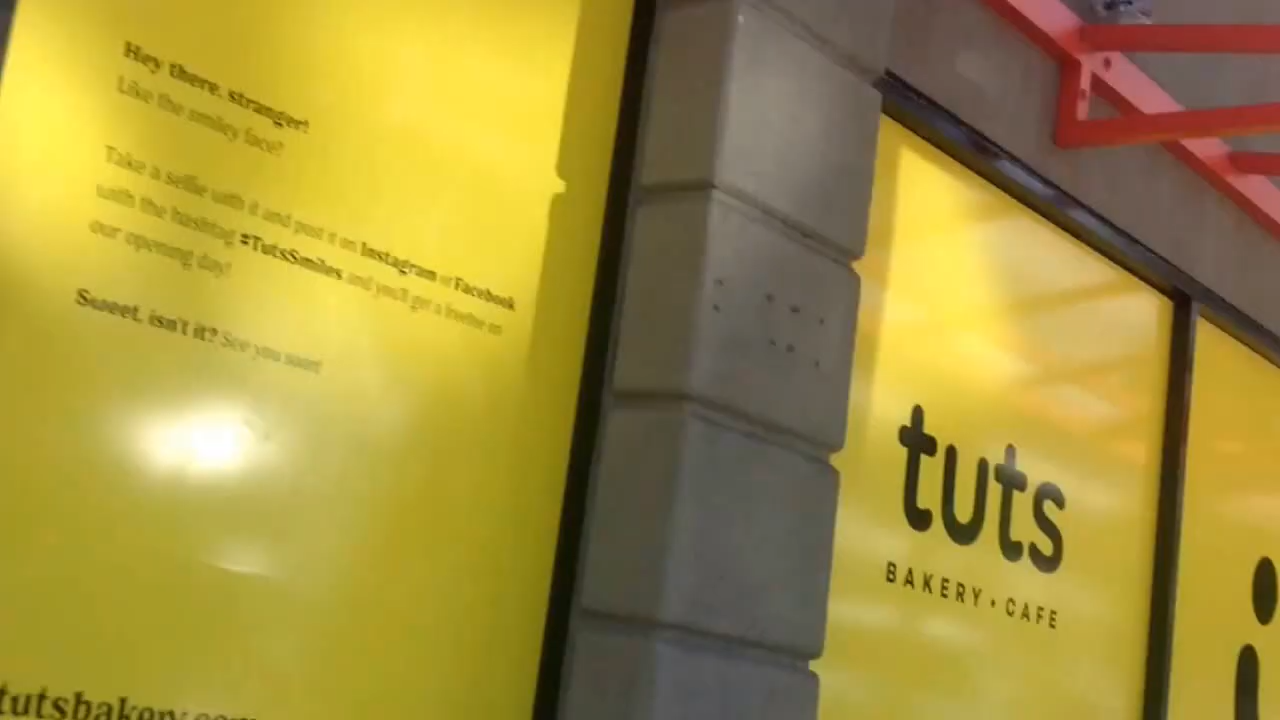 Hey there, stranger!
Like the smiley face?
Take a selfie with it and post it on Instagram or Facebook
with the hashtag #TutsSmiles and you'll get a freebie on
our opening day!
Sweet, isn't it? See you soon!
tutsbakery.com
tuts
BAKERY • CAFE